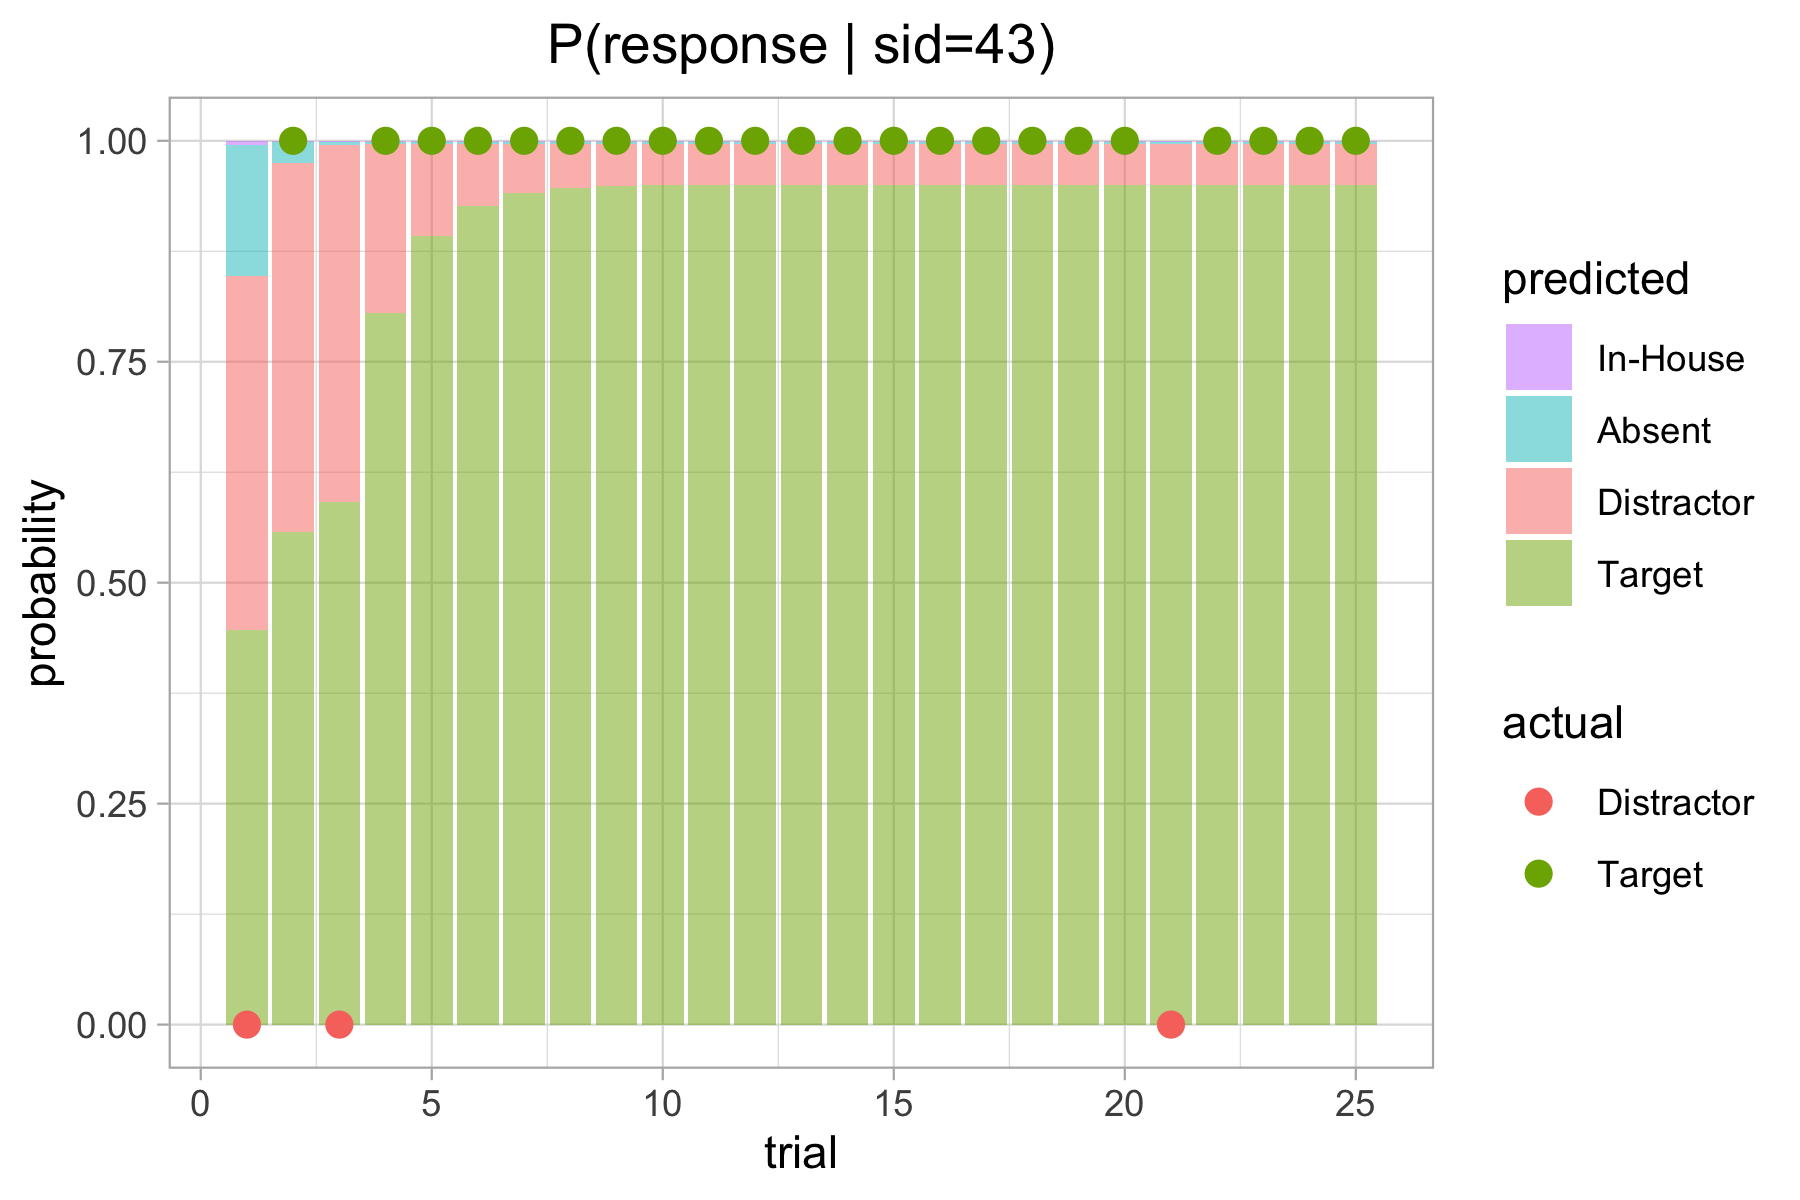 P(response | sid=43)
1.00
0.75
0.50
0.25
0.00
probability
0 5 10 15 20 25
trial
predicted
In-House
Absent
Distractor
Target
actual
Distractor
Target